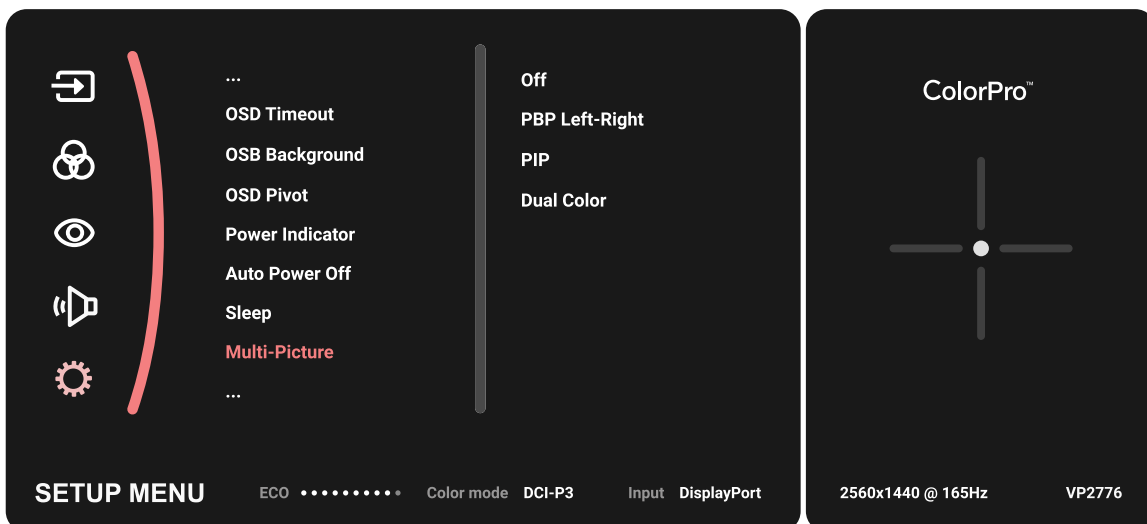 ...
OSD Timeout
OSB Background
OSD Pivot
Power Indicator
Auto Power Off
Sleep
Multi-Picture
...
Off
PBP Left-Right
PIP
Dual Color
ColorPro™
SETUP MENU
ECO
Color mode DCI-P3
Input DisplayPort
2560x1440 @ 165Hz
VP2776